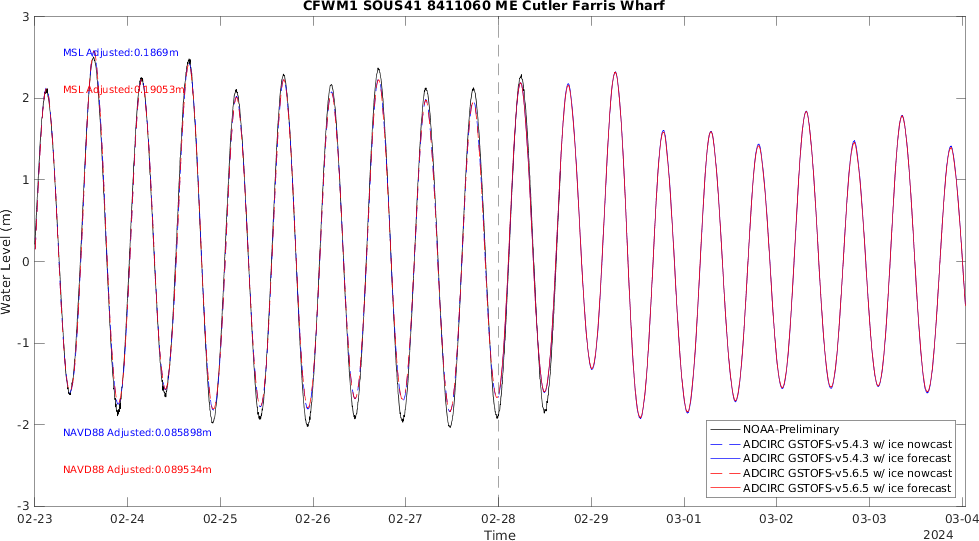 CFWM1 SOUS41 8411060 ME Cutler Farris Wharf
3
MSL Adjusted:0.1869m
MSL Adjusted:0.19053m
2
1
0
-1
-2
-3
Water Level (m)
NAVD88 Adjusted:0.085898m
NAVD88 Adjusted:0.089534m
NOAA-Preliminary
ADCIRC GSTOFS-v5.4.3 w/ ice nowcast
ADCIRC GSTOFS-v5.4.3 w/ ice forecast
ADCIRC GSTOFS-v5.6.5 w/ ice nowcast
ADCIRC GSTOFS-v5.6.5 w/ ice forecast
02-23 02-24 02-25 02-26 02-27 02-28 02-29 03-01 03-02 03-03 03-04
Time
2024